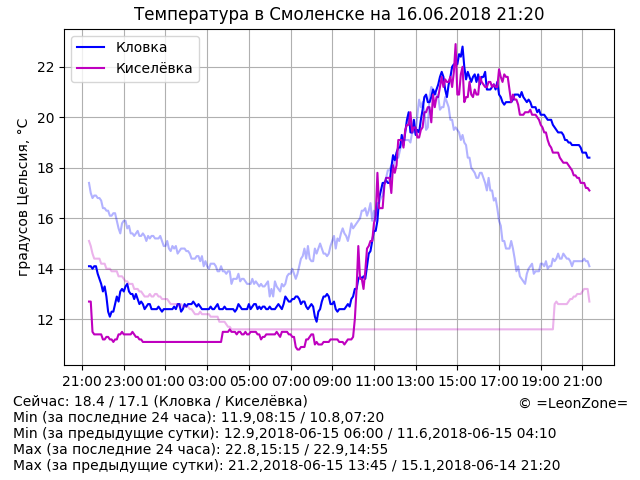 Температура в Смоленске на 16.06.2018 21:20
Кловка
Киселёвка
градусов Цельсия, °C
22
20
18
16
14
12
21:00 23:00 01:00 03:00 05:00 07:00 09:00 11:00 13:00 15:00 17:00 19:00 21:00
Сейчас: 18.4 / 17.1 (Кловка / Киселёвка)
© =LeonZone=
Min (за последние 24 часа): 11.9,08:15 / 10.8,07:20
Min (за предыдущие сутки): 12.9,2018-06-15 06:00 / 11.6,2018-06-15 04:10
Max (за последние 24 часа): 22.8,15:15 / 22.9,14:55
Max (за предыдущие сутки): 21.2,2018-06-15 13:45 / 15.1,2018-06-14 21:20